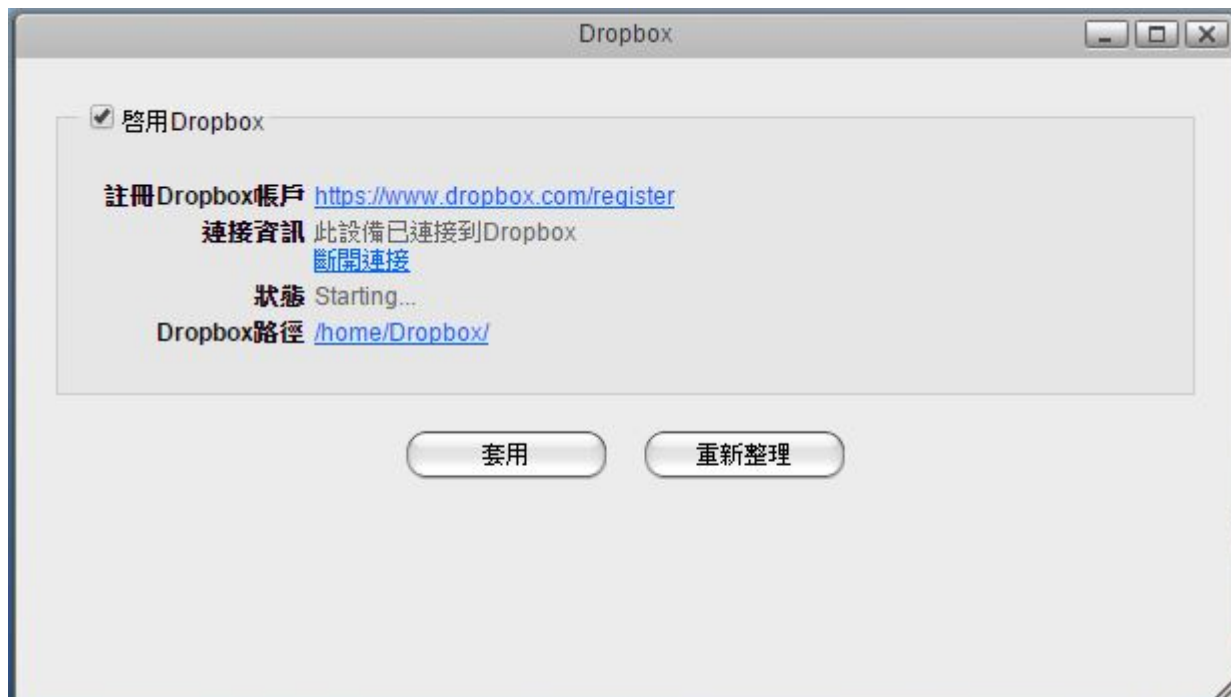 Dropbox
啓用Dropbox
註冊Dropbox帳戶 https://www.dropbox.com/register
連接資訊 此設備已連接到Dropbox
斷開連接
狀態 Starting...
Dropbox路徑 /home/Dropbox/
套用 重新整理